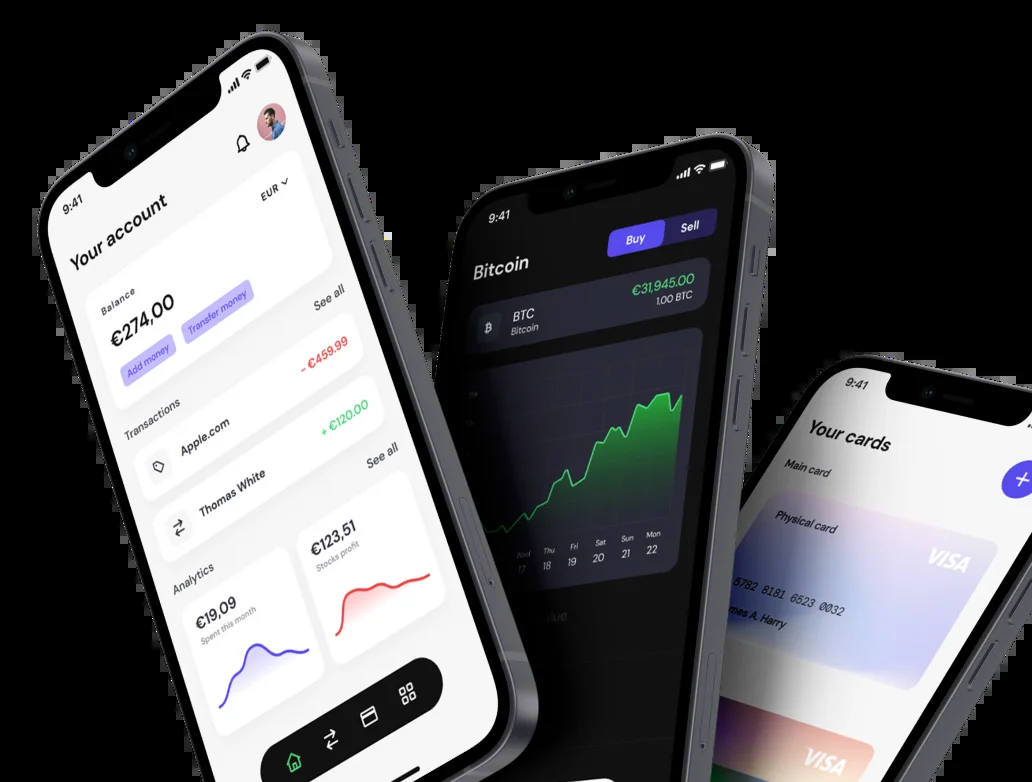 9:41
Your account
EUR
Balance
€274,00
Add money
Transfer money
Transactions
See all
Apple.com
- €459.99
Thomas White
+ €120.00
Analytics
See all
€19,09
Spent this month
€123,51
Stocks profit
9:41
Bitcoin
Buy
Sell
BTC
Bitcoin
€31,945.00
1.00 BTC
Wed
Thu
Fri
Sat
Sun
Mon
17
18
19
20
21
22
9:41
Your cards
Main card
Physical card
VISA
5782 8181 6523 0032
A. Harry
VISA